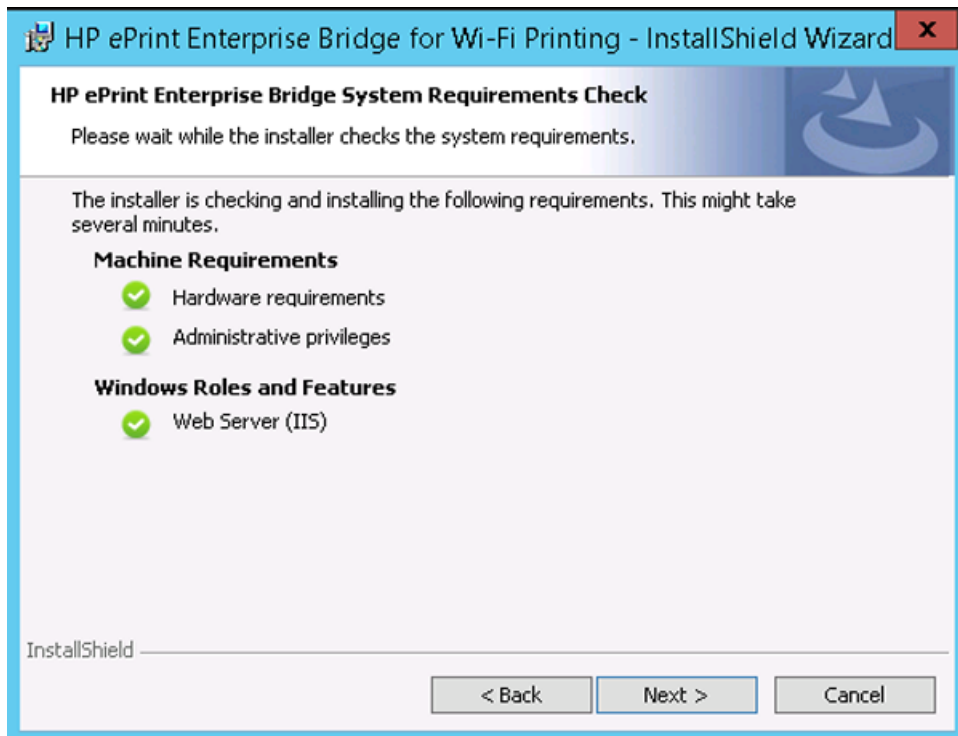 HP ePrint Enterprise Bridge for Wi-Fi Printing - InstallShield Wizard
x
HP ePrint Enterprise Bridge System Requirements Check
Please wait while the installer checks the system requirements.
The installer is checking and installing the following requirements. This might take
several minutes.
Machine Requirements
Hardware requirements
Administrative privileges
Windows Roles and Features
Web Server (IIS)
InstallShield
< Back
Next >
Cancel